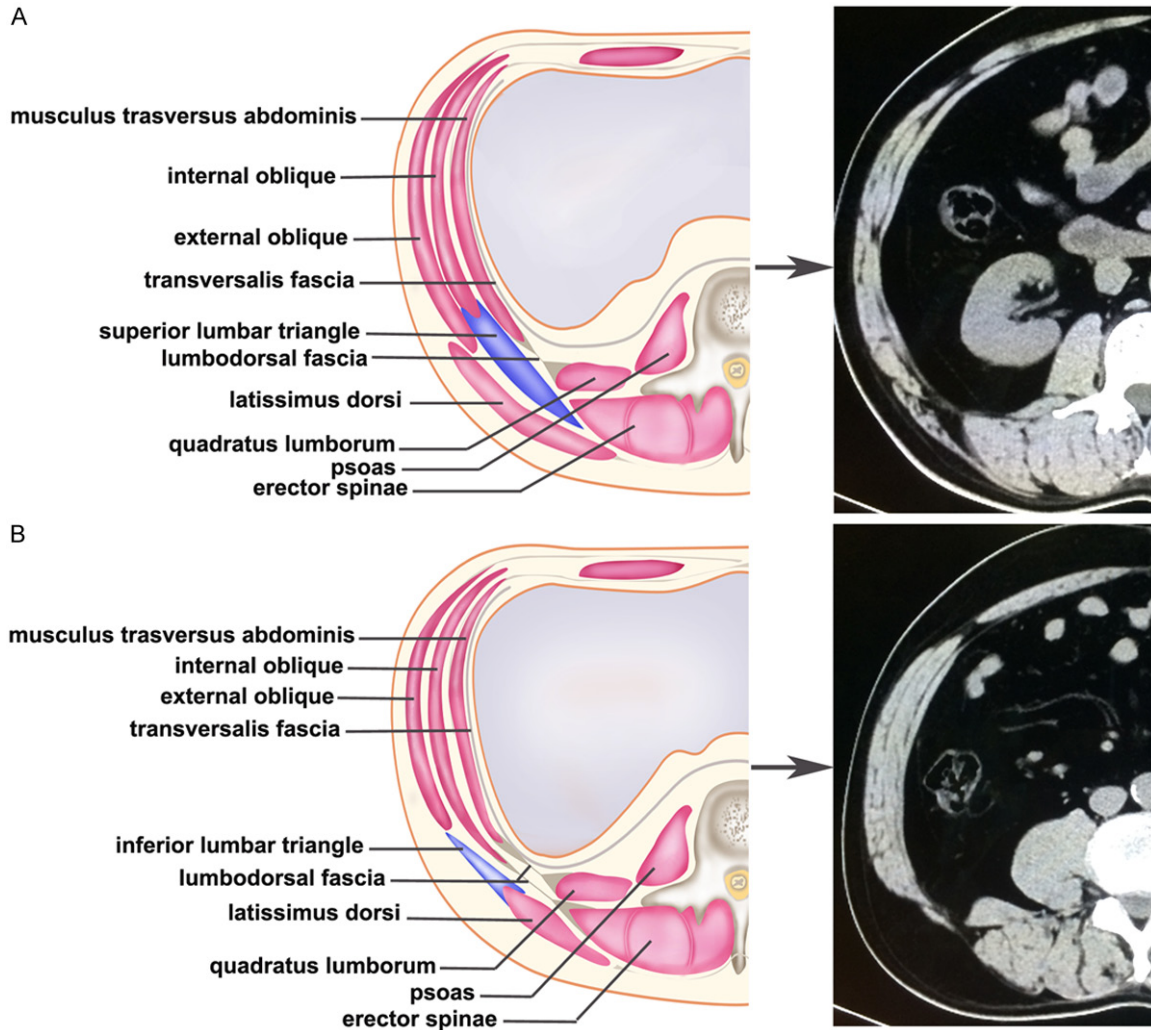 A
musculus trasversus abdominis
internal oblique
external oblique
transversalis fascia
superior lumbar triangle
lumbodorsal fascia
latissimus dorsi
quadratus lumborum
psoas
erector spinae
B
musculus trasversus abdominis
internal oblique
external oblique
transversalis fascia
inferior lumbar triangle
lumbodorsal fascia
latissimus dorsi
quadratus lumborum
psoas
erector spinae